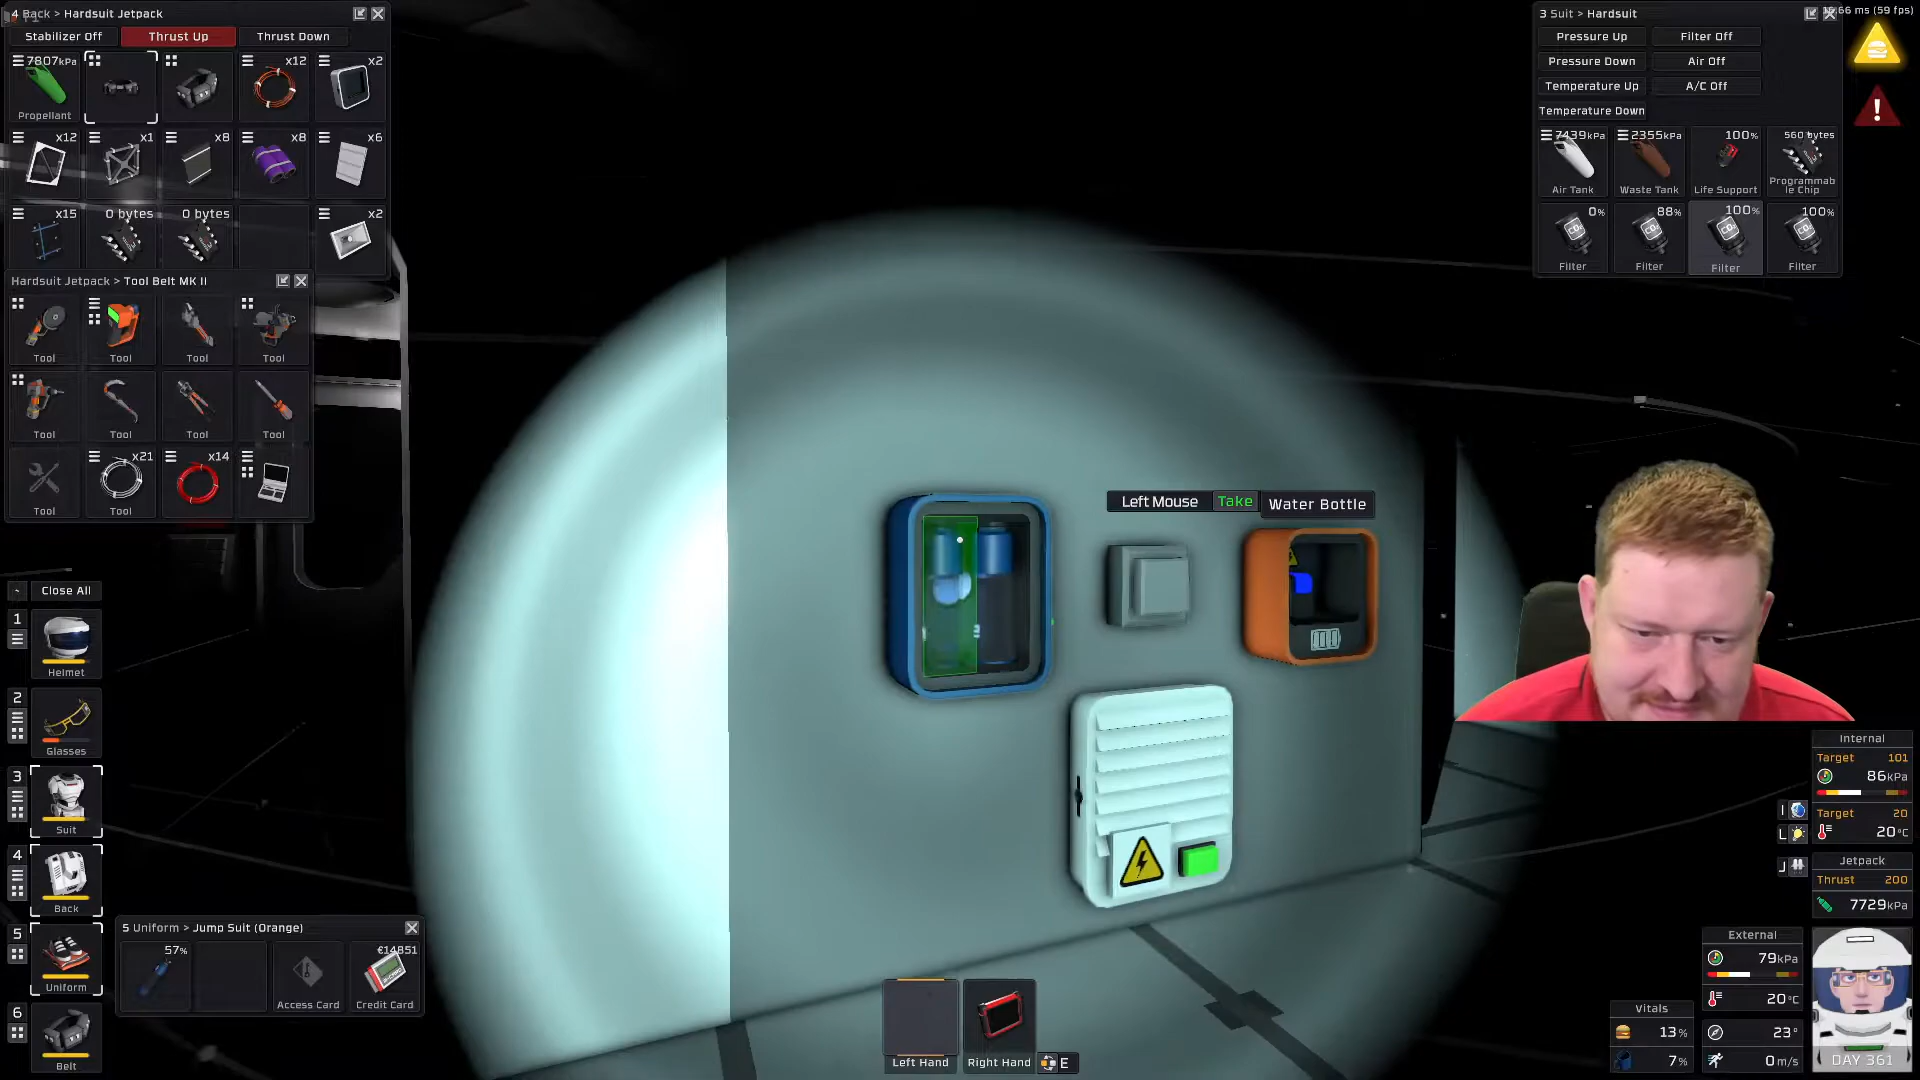 4 Back > Hardsuit Jetpack
Stabilizer Off
Thrust Up
Thrust Down
7807kPa
x12
x2
Propellant
x12
x1
x8
x8
x6
x15
0 bytes
0 bytes
x2
Hardsuit Jetpack > Tool Belt MK II
Tool
Tool
Tool
Tool
Tool
Tool
Tool
Tool
x21
x14
Tool
Tool
~
Close All
1
Helmet
2
Glasses
3
Suit
4
Back
5
Uniform
6
Belt
5 Uniform > Jump Suit (Orange)
57%
€14851
Access Card
Credit Card
Left Mouse
Take
Water Bottle
Left Hand
Right Hand
E
3 Suit > Hardsuit
Pressure Up
Filter Off
Pressure Down
Air Off
Temperature Up
A/C Off
Temperature Down
7439kPa
2355kPa
100%
560 bytes
Air Tank
Waste Tank
Life Support
Programmab
le Chip
0%
88%
100%
100%
CO₂
CO₂
CO₂
CO₂
Filter
Filter
Filter
Filter
Internal
Target 101
86kPa
Target 20
I
L
20°C
J
Jetpack
Thrust 200
7729kPa
External
79kPa
20°C
Vitals
13%
23°
7%
0m/s
DAY 361